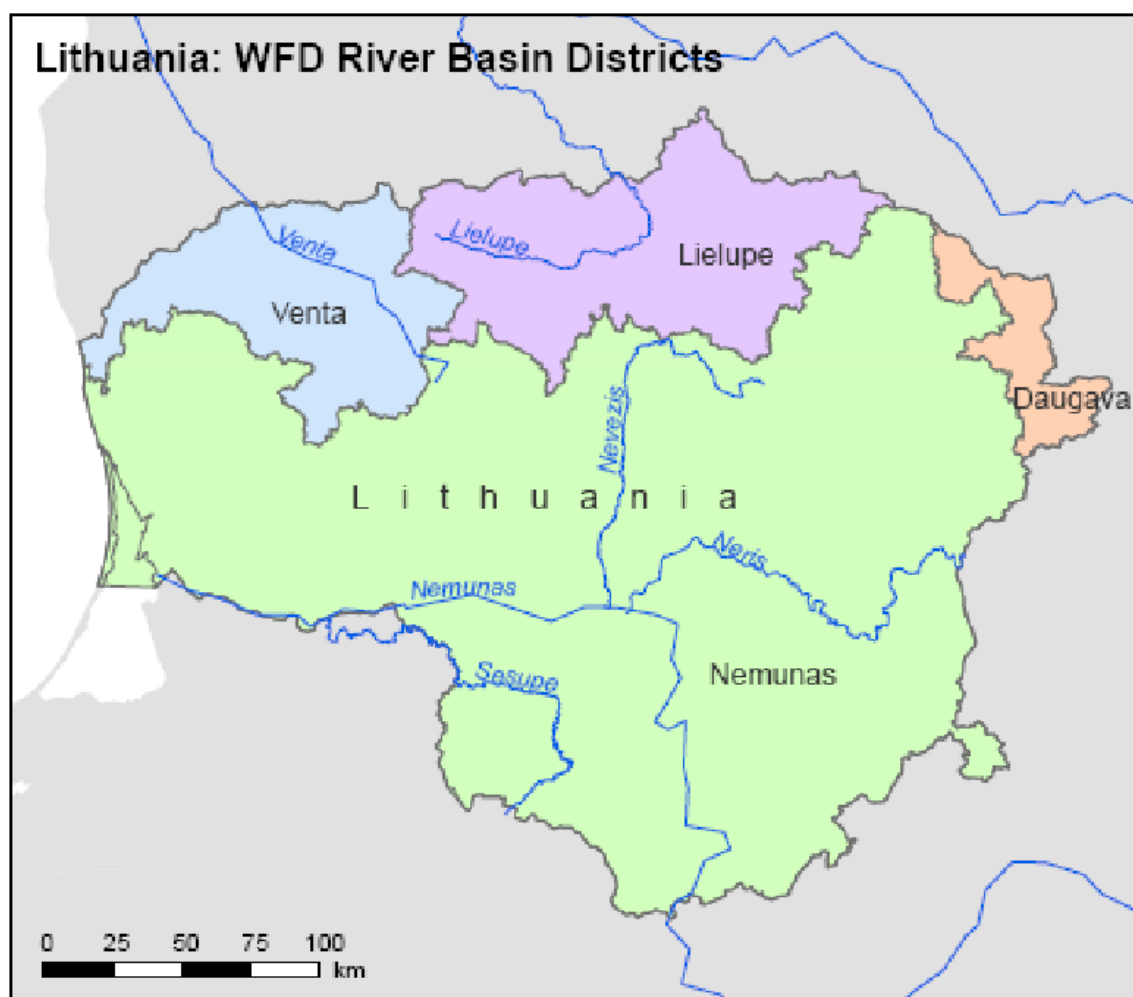 Lithuania: WFD River Basin Districts
Venta
Lielupe
Lielupe
Venta
Daugava
Nevezis
Lithuania
Neris
Nemunas
Sesupe
Nemunas
0 25 50 75 100
km